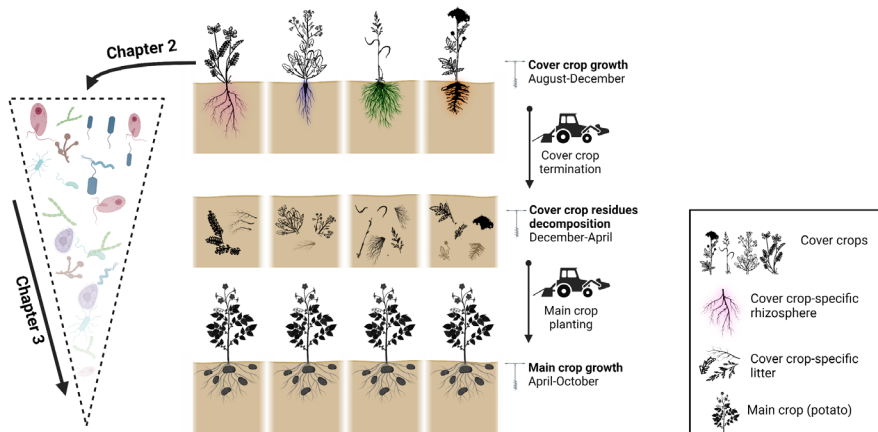 Chapter 2
Cover crop growth
August-December
Cover crop
termination
Cover crop residues
decomposition
December-April
Main crop
planting
Chapter 3
Main crop growth
April-October
Cover crops
Cover crop-specific
rhizosphere
Cover crop-specific
litter
Main crop (potato)